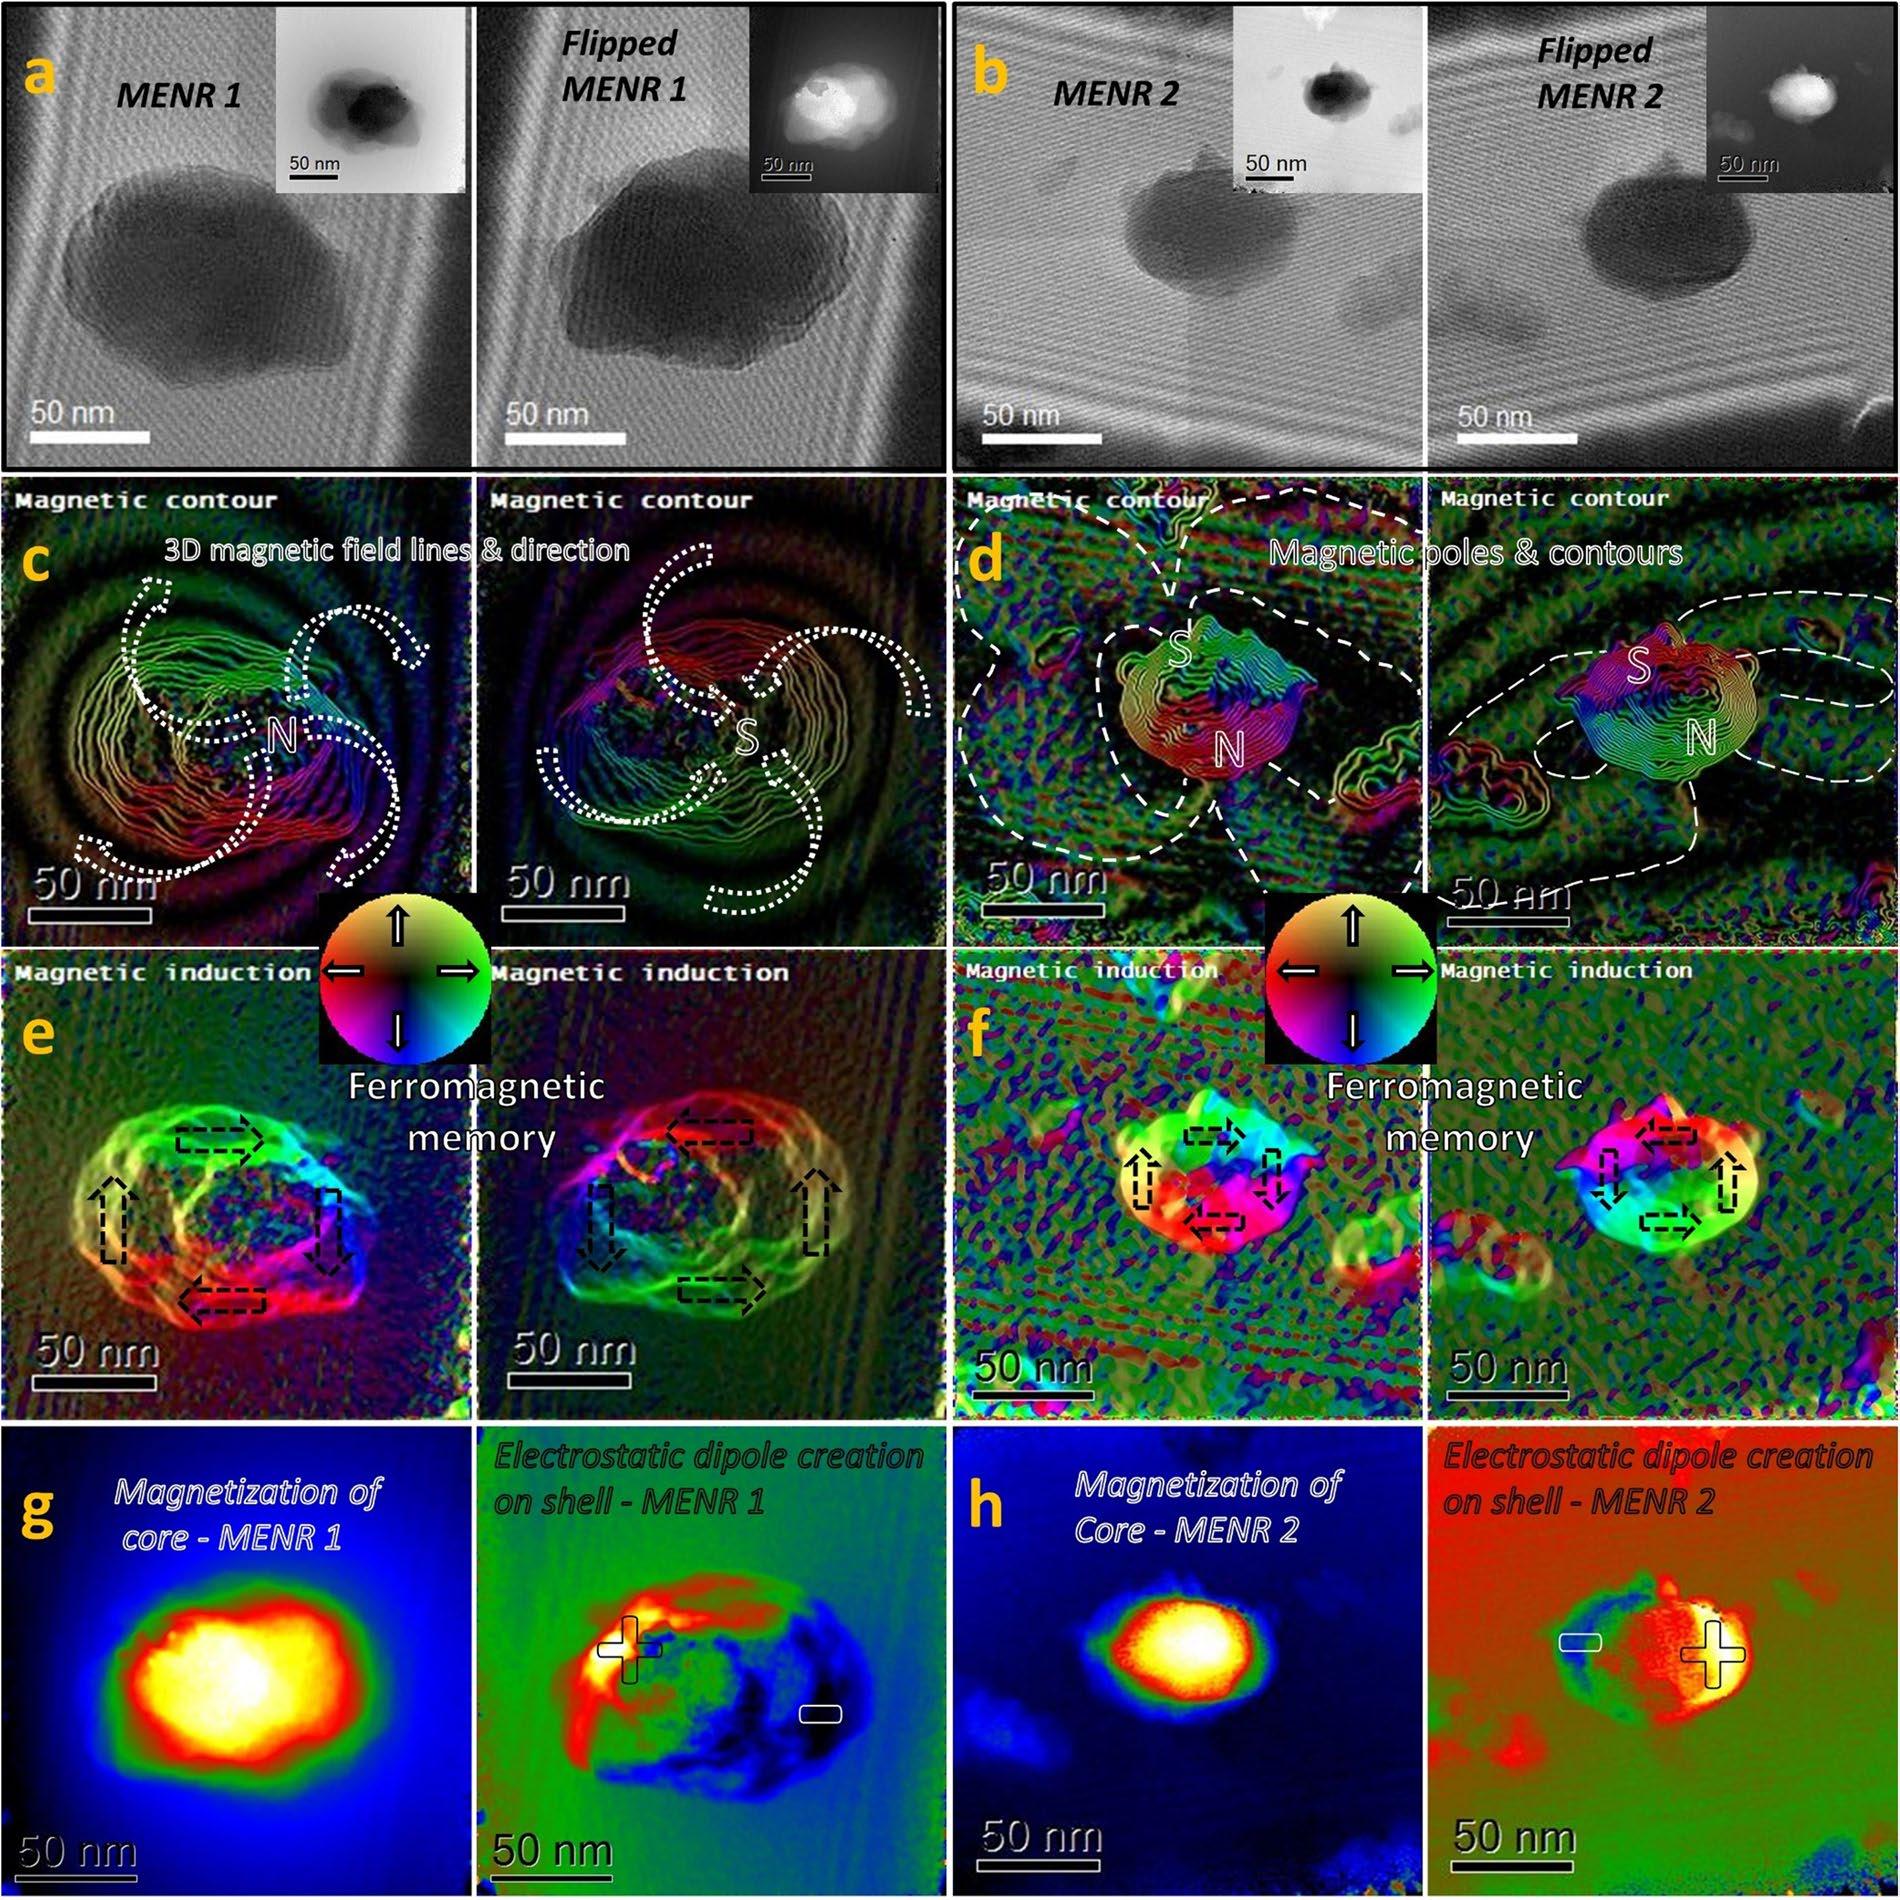 a
MENR 1
50 nm
50 nm
Flipped
MENR 1
50 nm
50 nm
b
MENR 2
50 nm
50 nm
Flipped
MENR 2
50 nm
50 nm
Magnetic contour
Magnetic contour
c
3D magnetic field lines & direction
N
S
50 nm
50 nm
Magnetic contour
Magnetic contour
d
Magnetic poles & contours
S
N
S
N
50 nm
50 nm
Magnetic induction
Magnetic induction
e
Ferromagnetic
memory
50 nm
50 nm
Magnetic induction
Magnetic induction
f
Ferromagnetic
memory
50 nm
50 nm
g
Magnetization of
core - MENR 1
50 nm
Electrostatic dipole creation
on shell - MENR 1
50 nm
h
Magnetization of
Core - MENR 2
50 nm
Electrostatic dipole creation
on shell - MENR 2
50 nm